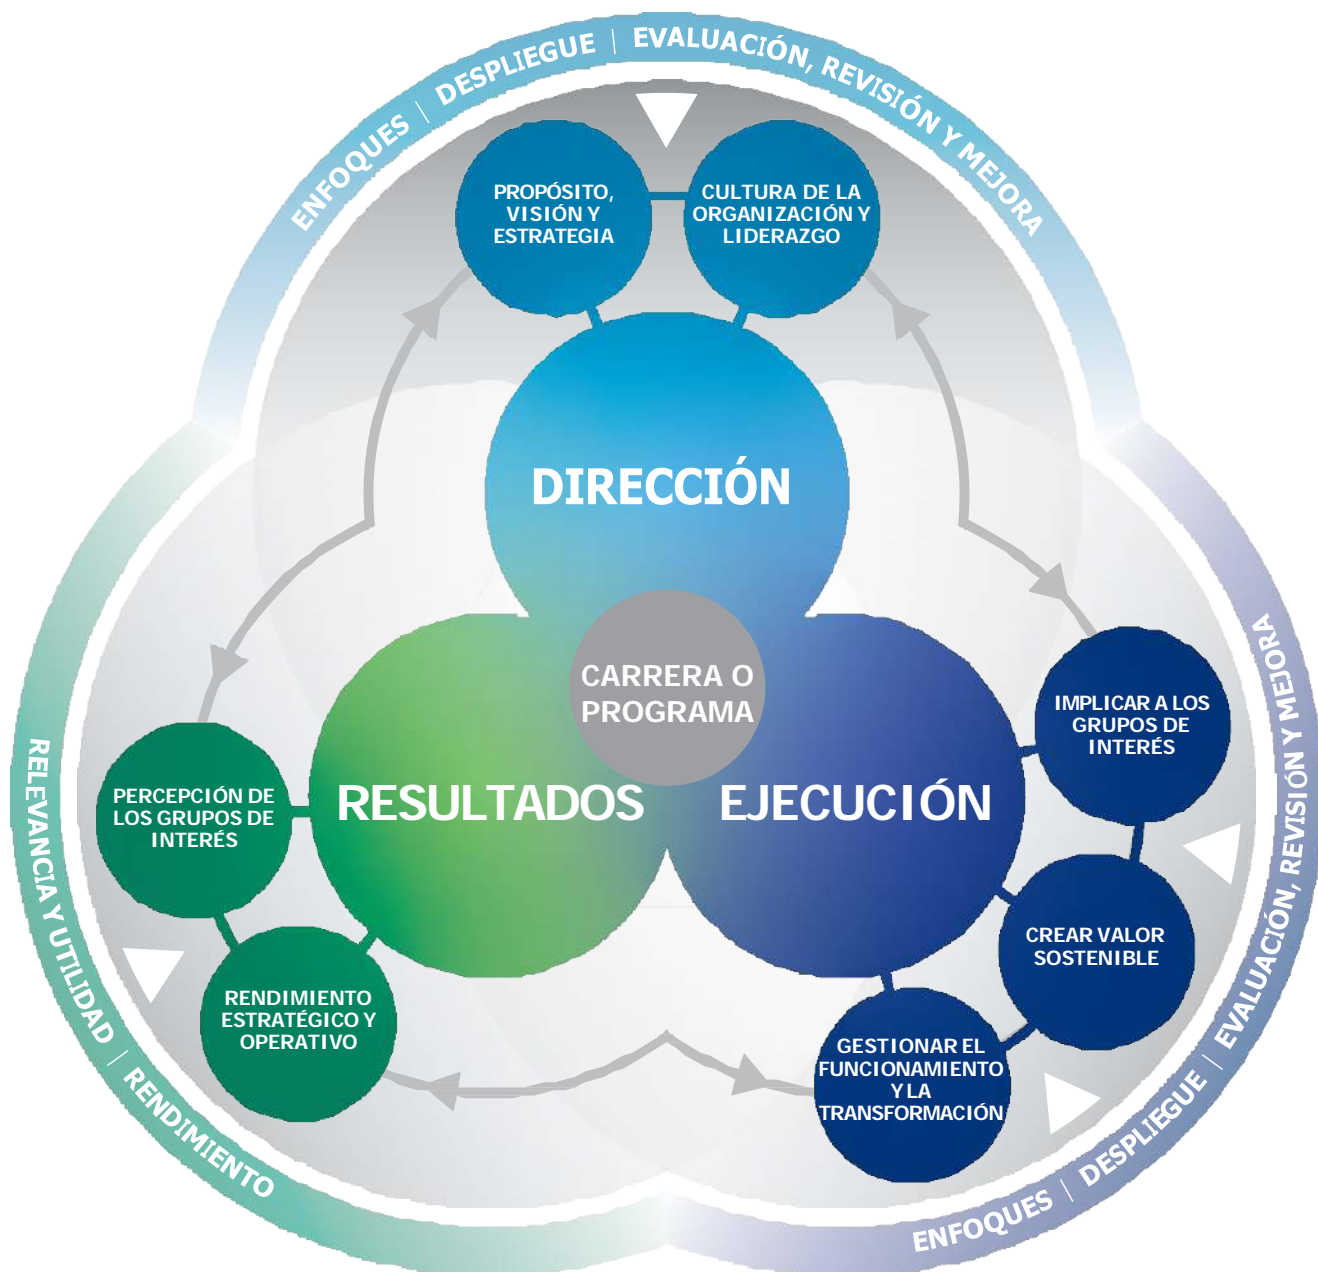 ENFOQUES | DESPLIEGUE | EVALUACIÓN, REVISIÓN Y MEJORA
PROPÓSITO,
VISIÓN Y
ESTRATEGIA
CULTURA DE LA
ORGANIZACIÓN Y
LIDERAZGO
DIRECCIÓN
CARRERA O
PROGRAMA
RESULTADOS
EJECUCIÓN
IMPLICAR A LOS
GRUPOS DE
INTERÉS
CREAR VALOR
SOSTENIBLE
GESTIONAR EL
FUNCIONAMIENTO
Y LA
TRANSFORMACIÓN
PERCEPCIÓN DE
LOS GRUPOS DE
INTERÉS
RENDIMIENTO
ESTRATÉGICO Y
OPERATIVO
RELEVANCIA Y UTILIDAD | RENDIMIENTO
ENFOQUES | DESPLIEGUE | EVALUACIÓN, REVISIÓN Y MEJORA